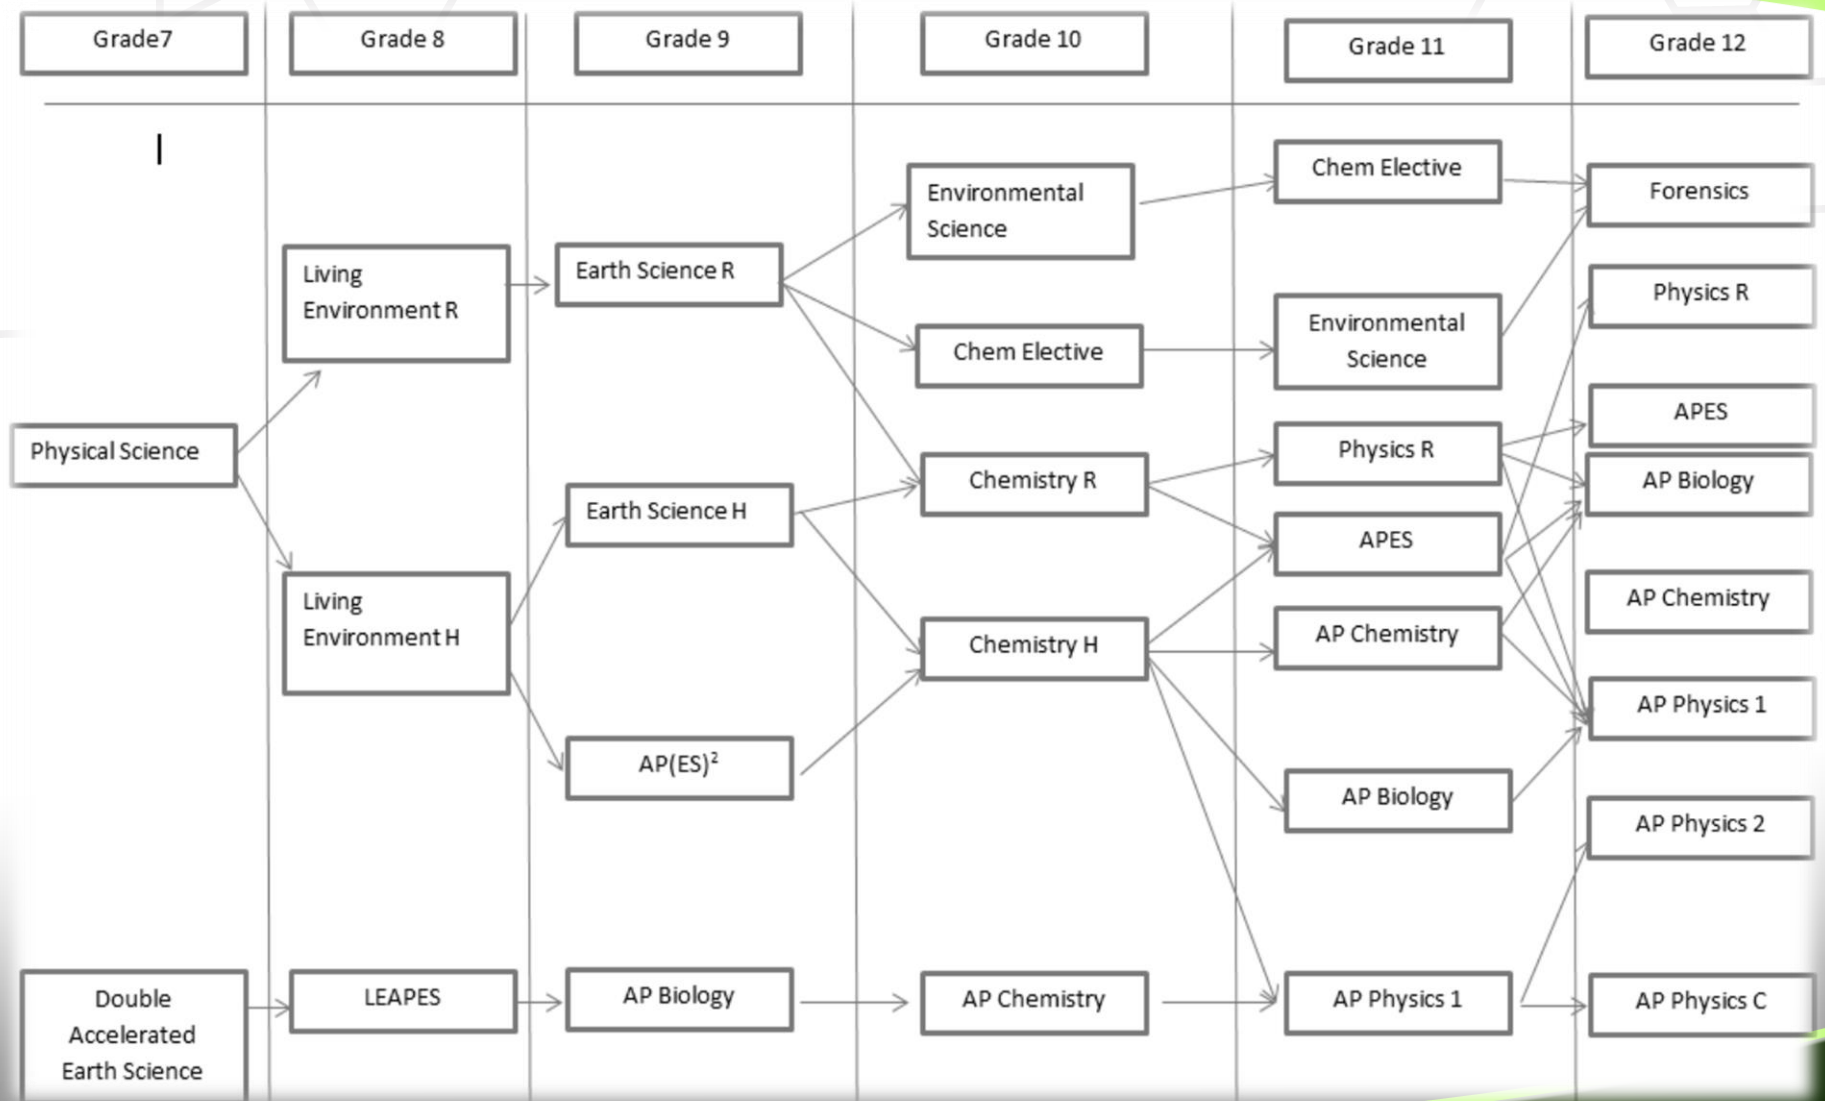 Grade7
Grade 8
Grade 9
Grade 10
Grade 11
Grade 12
Physical Science
Double
Accelerated
Earth Science
Living
Environment R
Living
Environment H
LEAPES
Earth Science R
Earth Science H
AP(ES)²
AP Biology
Environmental
Science
Chem Elective
Chemistry R
Chemistry H
AP Chemistry
Chem Elective
Environmental
Science
Physics R
APES
AP Chemistry
AP Biology
AP Physics 1
Forensics
Physics R
APES
AP Biology
AP Chemistry
AP Physics 1
AP Physics 2
AP Physics C